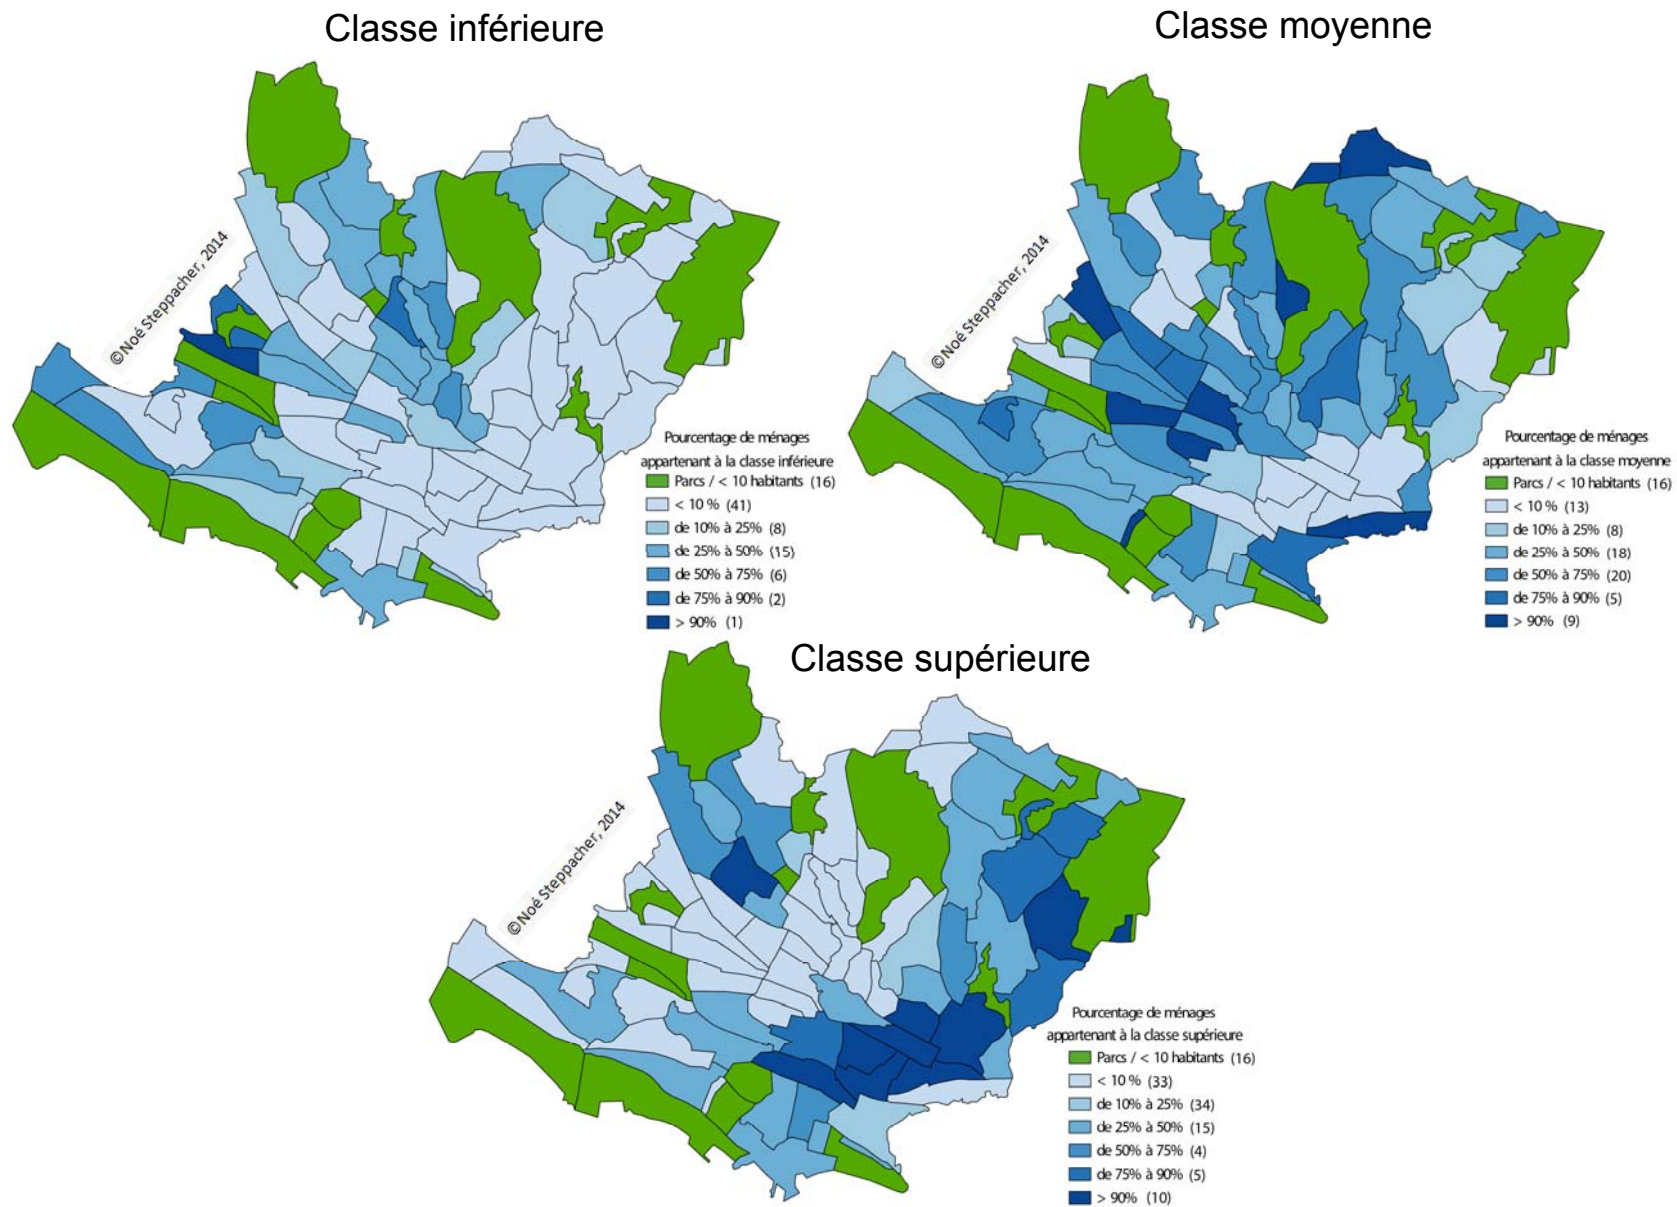 Classe inférieure
Classe moyenne
©Noé Steppacher, 2014
©Noé Steppacher, 2014
Pourcentage de ménages
appartenant à la classe inférieure
Parcs / < 10 habitants (16)
< 10 % (41)
de 10% à 25% (8)
de 25% à 50% (15)
de 50% à 75% (6)
de 75% à 90% (2)
> 90% (1)
Pourcentage de ménages
appartenant à la classe moyenne
Parcs / < 10 habitants (16)
< 10 % (13)
de 10% à 25% (8)
de 25% à 50% (18)
de 50% à 75% (20)
de 75% à 90% (5)
> 90% (9)
Classe supérieure
©Noé Steppacher, 2014
Pourcentage de ménages
appartenant à la classe supérieure
Parcs / < 10 habitants (16)
< 10 % (33)
de 10% à 25% (34)
de 25% à 50% (15)
de 50% à 75% (4)
de 75% à 90% (5)
> 90% (10)